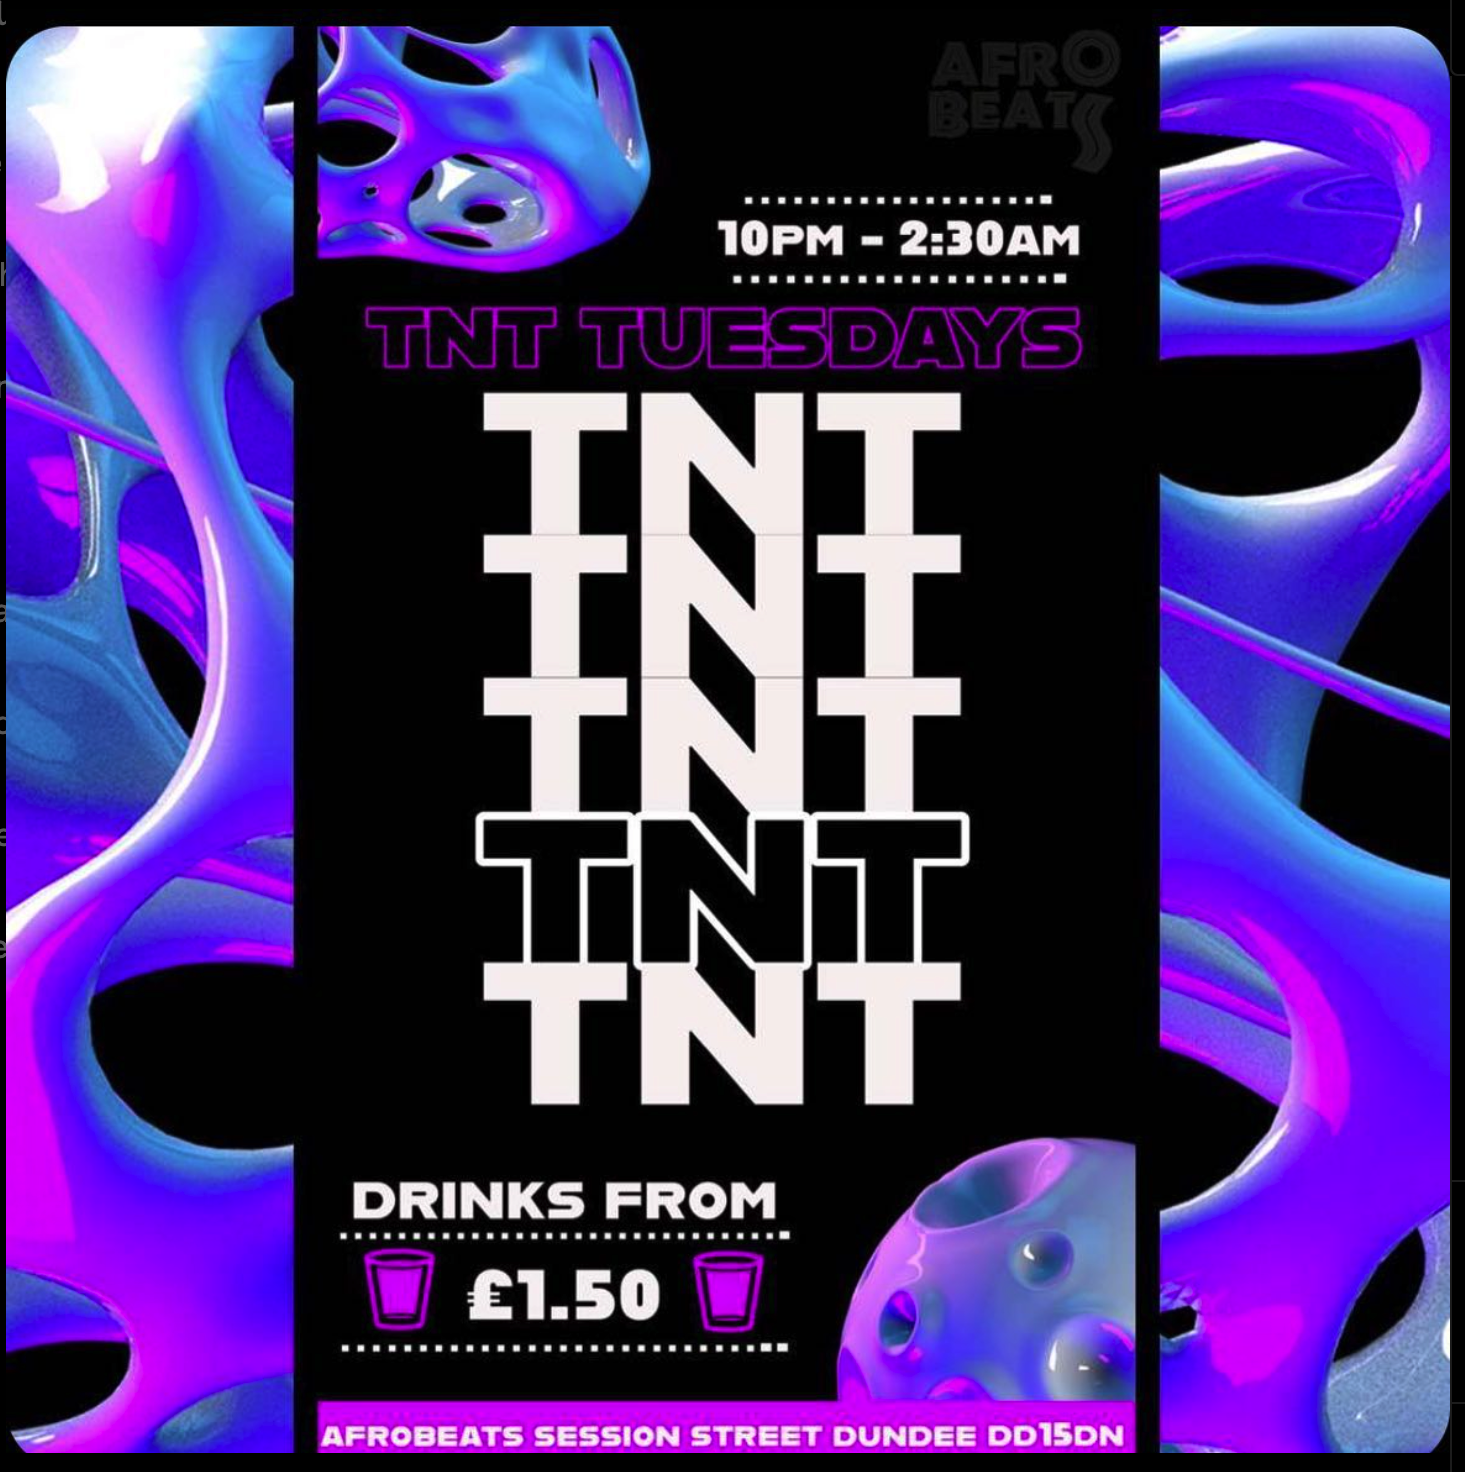 AFRO
BEATS
10PM - 2:30AM
TNT TUESDAYS
TNT
TNT
TNT
TNT
TNT
DRINKS FROM
£1.50
AFROBEATS SESSION STREET DUNDEE DD15DN